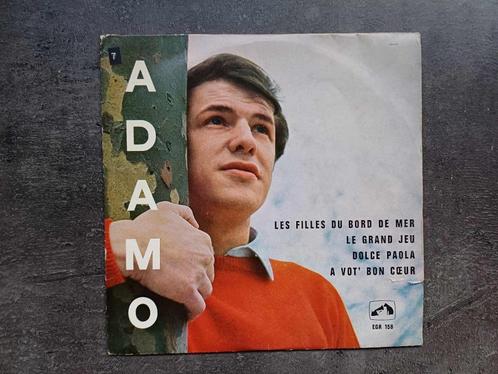 7
ADAMO
LES FILLES DU BORD DE MER
LE GRAND JEU
DOLCE PAOLA
A VOT' BON CŒUR
EGR 158